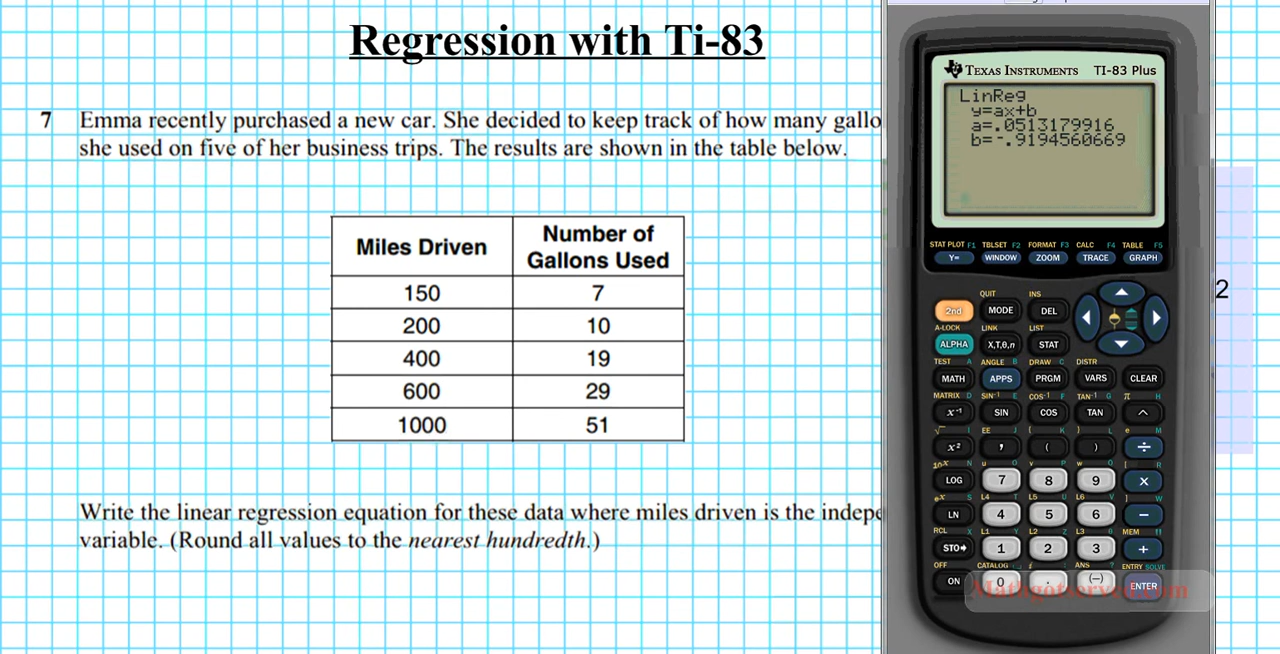 Regression with Ti-83
7 Emma recently purchased a new car. She decided to keep track of how many gallo
she used on five of her business trips. The results are shown in the table below.
Miles Driven Number of Gallons Used
150 7
200 10
400 19
600 29
1000 51
Write the linear regression equation for these data where miles driven is the indepe
variable. (Round all values to the nearest hundredth.)
TEXAS INSTRUMENTS TI-83 Plus
LinReg
y=ax+b
a=.0513179916
b=-.9194560669
STAT PLOT F1 TBLSET F2 FORMAT F3 CALC F4 TABLE F5
Y= WINDOW ZOOM TRACE GRAPH
QUIT INS
2nd MODE DEL
2
A-LOCK LINK LIST
ALPHA X,T,θ,n STAT
TEST A ANGLE B DRAW C DISTR
MATH APPS PRGM VARS CLEAR
MATRIX D SIN-1 E COS-1 F TAN-1 G π H
x-1 SIN COS TAN ^
√ I EE J { K } L e M
x² , ( ) ÷
10x N u O v P w Q [ R
LOG 7 8 9 ×
ex S L4 T L5 U L6 V ] W
LN 4 5 6 −
RCL X L1 Y L2 Z L3 MEM "
STO➔ 1 2 3 +
OFF CATALOG i ANS ? ENTRY SOLVE
ON 0 . (−) ENTER
Mathgotserved.com